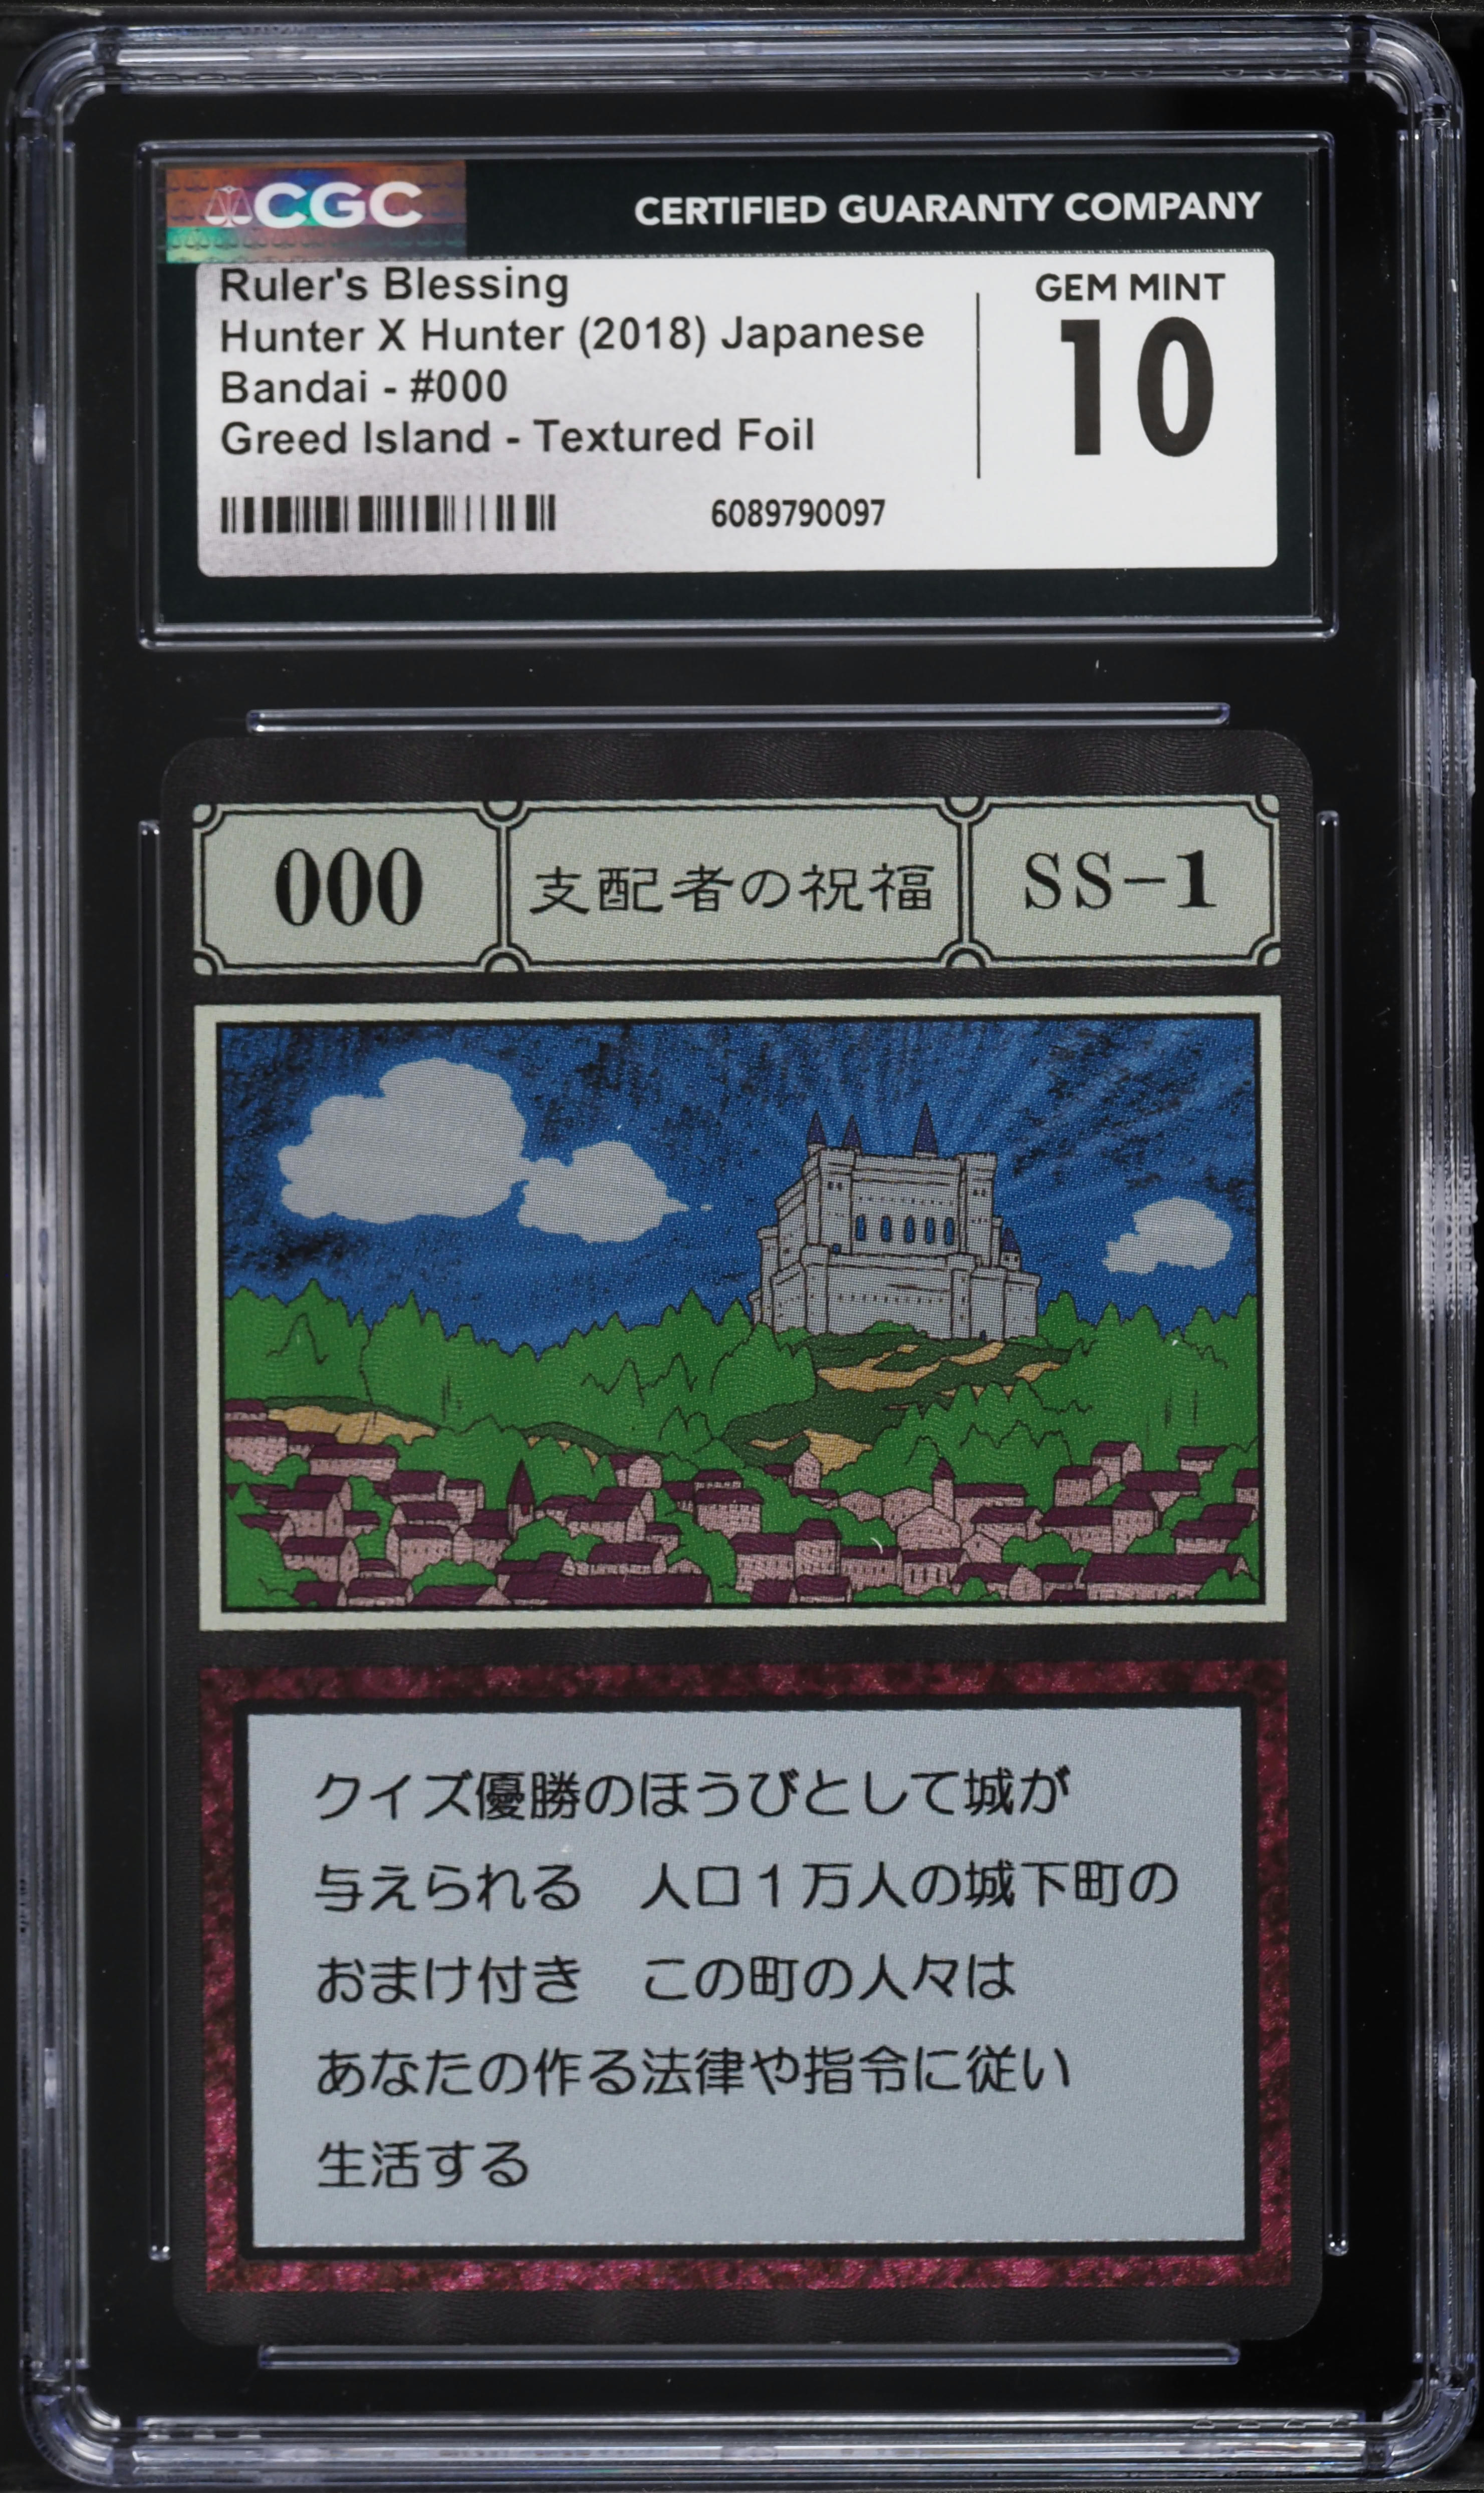 CGC
CERTIFIED GUARANTY COMPANY
Ruler's Blessing
Hunter X Hunter (2018) Japanese
Bandai - #000
Greed Island - Textured Foil
6089790097
GEM MINT
10
000
支配者の祝福
SS-1
クイズ優勝のほうびとして城が
与えられる　人口１万人の城下町の
おまけ付き　この町の人々は
あなたの作る法律や指令に従い
生活する